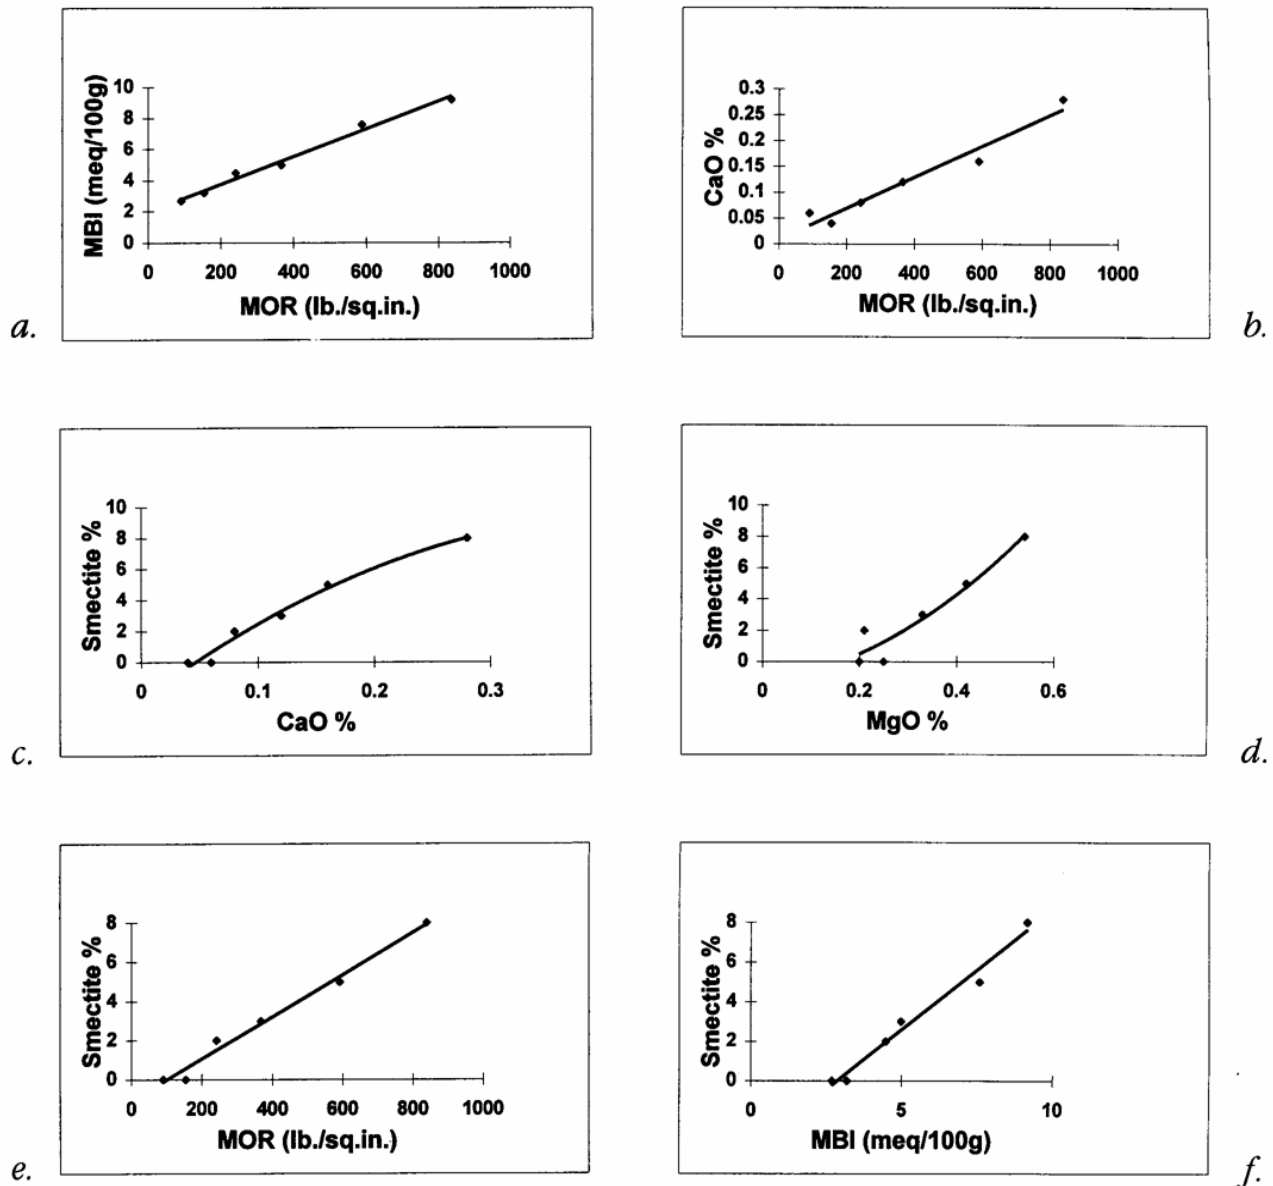 10
8
6
4
2
0
MBI (meq/100g)
0 200 400 600 800 1000
MOR (lb./sq.in.)
a.
0.3
0.25
0.2
0.15
0.1
0.05
0
CaO %
0 200 400 600 800 1000
MOR (lb./sq.in.)
b.
10
8
6
4
2
0
Smectite %
0 0.1 0.2 0.3
CaO %
c.
10
8
6
4
2
0
Smectite %
0 0.2 0.4 0.6
MgO %
d.
8
6
4
2
0
Smectite %
0 200 400 600 800 1000
MOR (lb./sq.in.)
e.
8
6
4
2
0
Smectite %
0 5 10
MBI (meq/100g)
f.